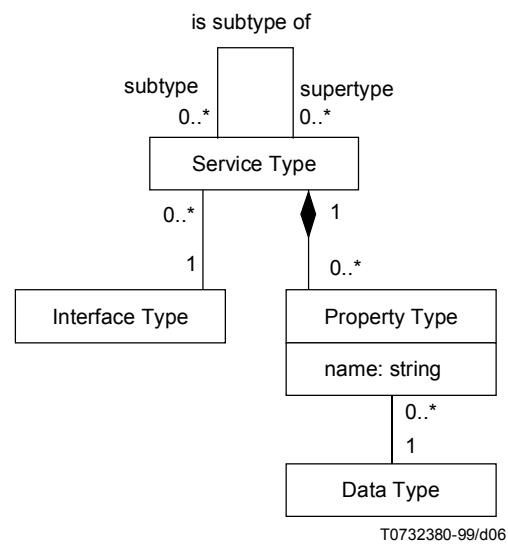 is subtype of
subtype
supertype
0..*
0..*
Service Type
0..*
1
1
0..*
Interface Type
Property Type
name: string
0..*
1
Data Type
T0732380-99/d06